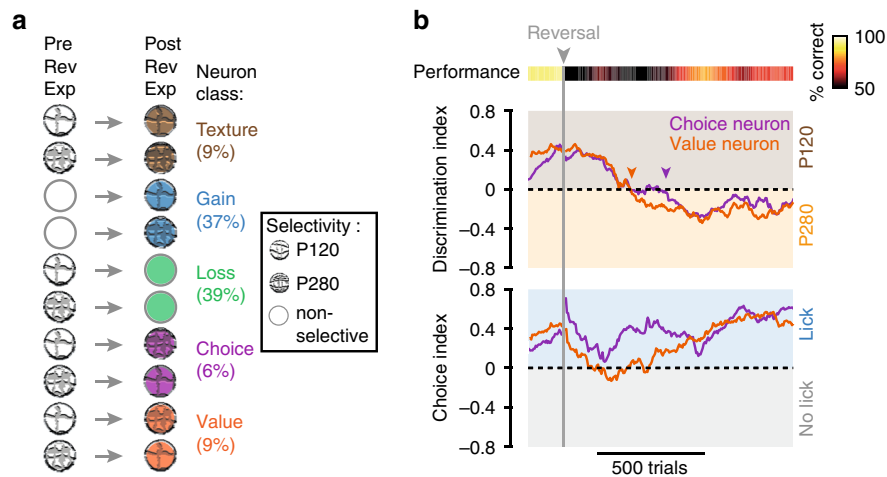 a
Pre
Rev
Exp
Post
Rev
Exp
Neuron
class:
Texture
(9%)
Gain
(37%)
Loss
(39%)
Choice
(6%)
Value
(9%)
Selectivity :
P120
P280
non-
selective
b
Reversal
Performance
100
50
% correct
0.8
0.4
0
–0.4
–0.8
Discrimination index
Choice neuron
Value neuron
P120
P280
0.8
0.4
0
–0.4
–0.8
Choice index
Lick
No lick
500 trials